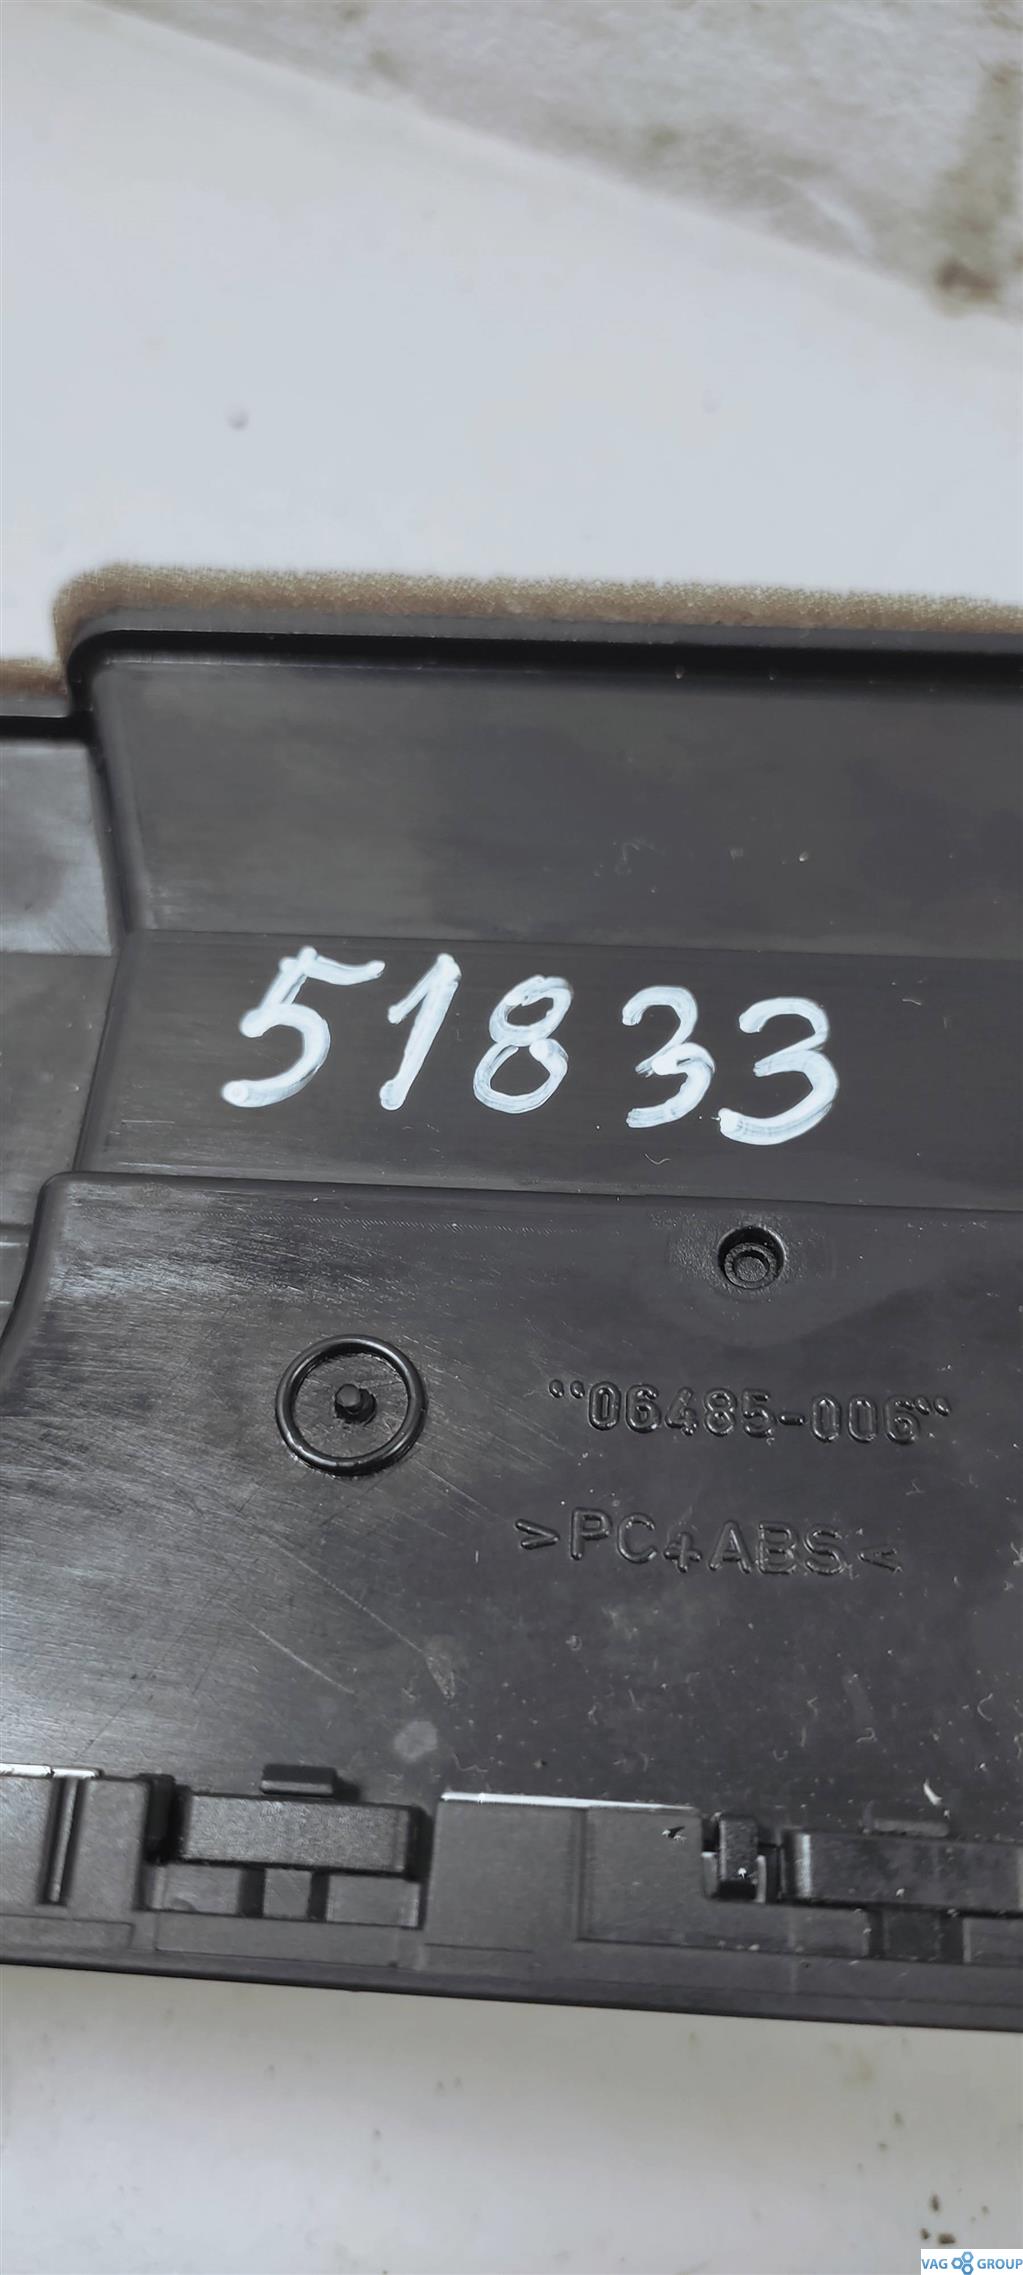 51833
"06485-006"
>PC+ABS<
VAG GROUP